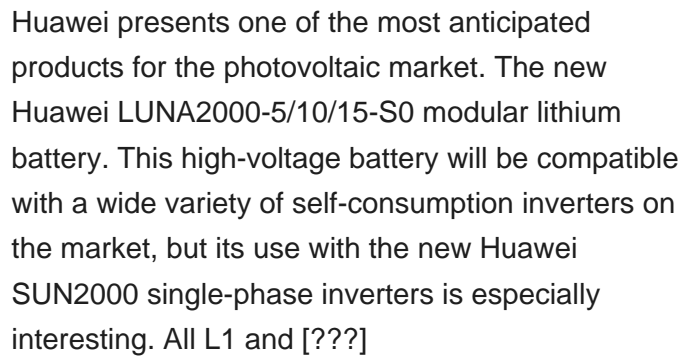 Huawei presents one of the most anticipated
products for the photovoltaic market. The new
Huawei LUNA2000-5/10/15-S0 modular lithium
battery. This high-voltage battery will be compatible
with a wide variety of self-consumption inverters on
the market, but its use with the new Huawei
SUN2000 single-phase inverters is especially
interesting. All L1 and [???]